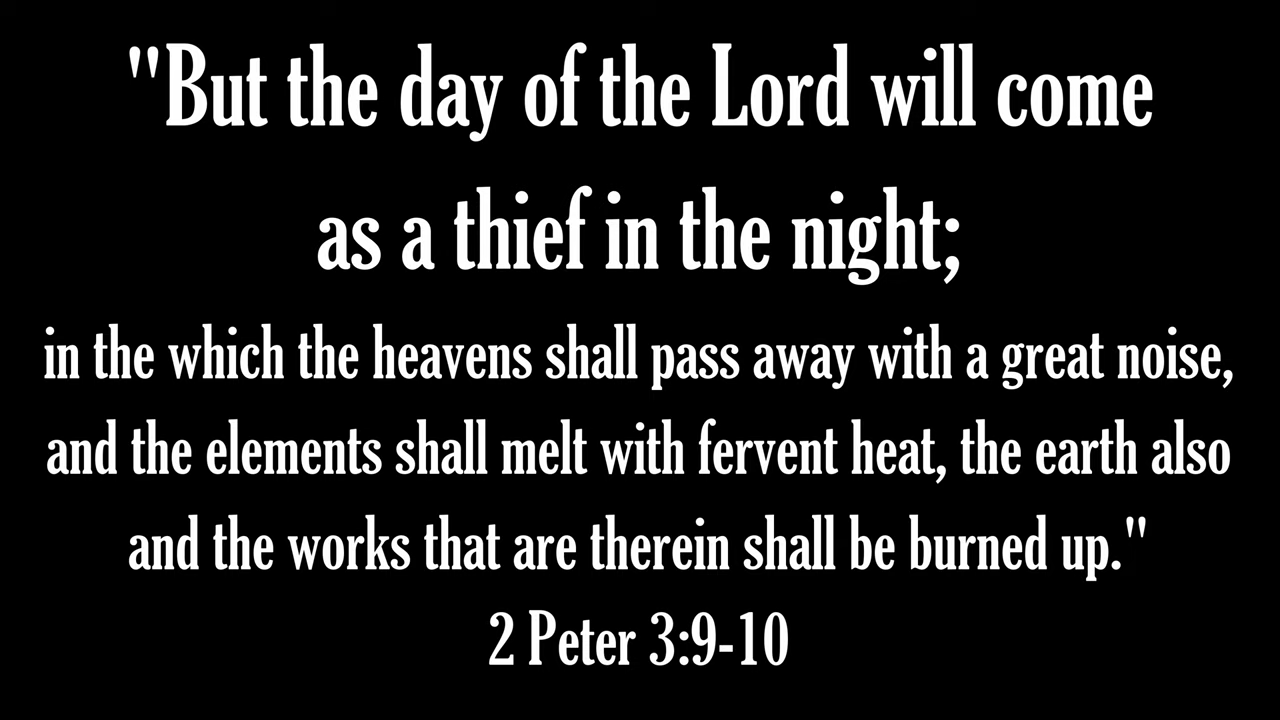 "But the day of the Lord will come
as a thief in the night;
in the which the heavens shall pass away with a great noise,
and the elements shall melt with fervent heat, the earth also
and the works that are therein shall be burned up."
2 Peter 3:9-10